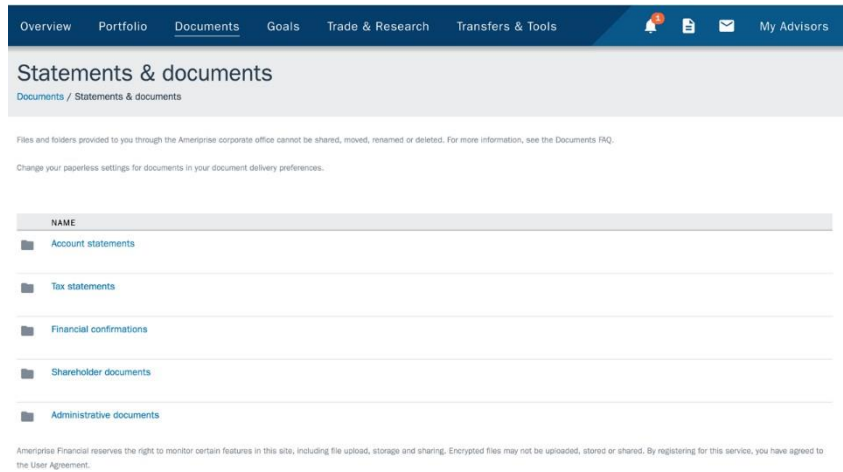 Overview Portfolio Documents Goals Trade & Research Transfers & Tools 1 My Advisors
Statements & documents
Documents / Statements & documents
Files and folders provided to you through the Ameriprise corporate office cannot be shared, moved, renamed or deleted. For more information, see the Documents FAQ.
Change your paperless settings for documents in your document delivery preferences.
NAME
Account statements
Tax statements
Financial confirmations
Shareholder documents
Administrative documents
Ameriprise Financial reserves the right to monitor certain features in this site, including file upload, storage and sharing. Encrypted files may not be uploaded, stored or shared. By registering for this service, you have agreed to
the User Agreement.